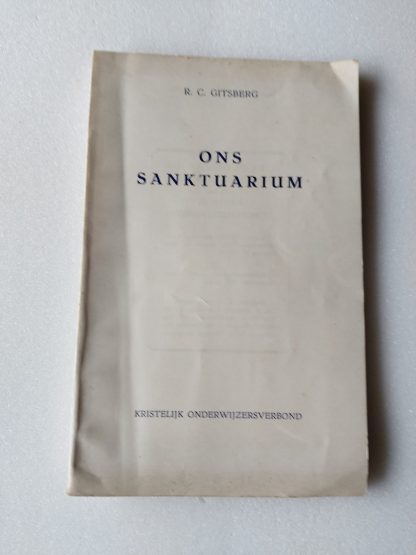 R. C. GITSBERG
ONS
SANKTUARIUM
KRISTELIJK ONDERWIJZERSVERBOND